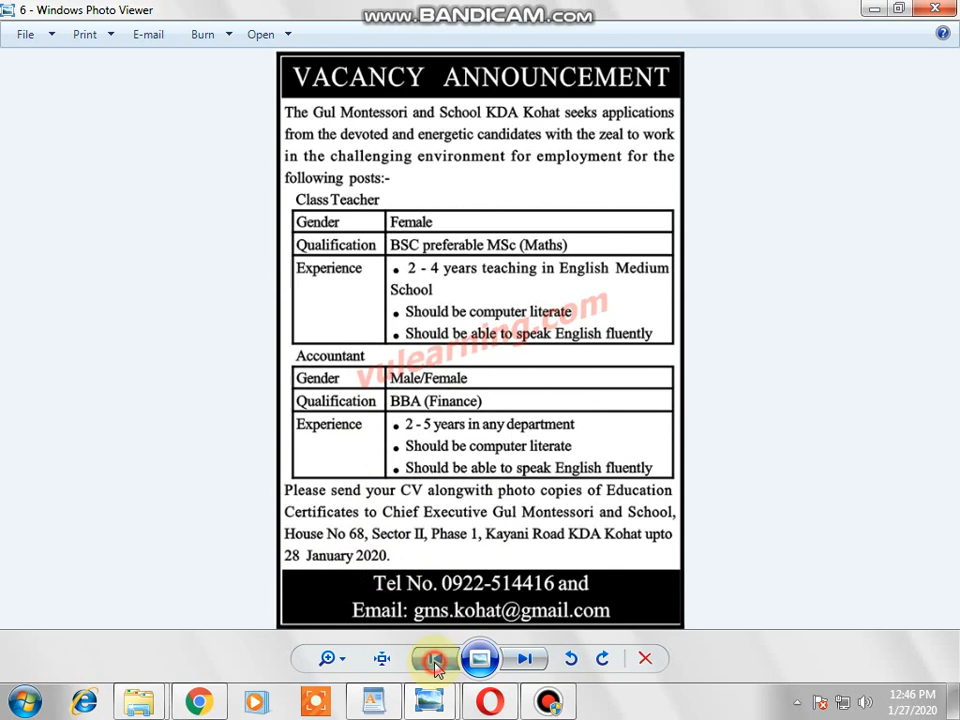 6 - Windows Photo Viewer
www.BANDICAM.com
File Print E-mail Burn Open
VACANCY ANNOUNCEMENT
The Gul Montessori and School KDA Kohat seeks applications
from the devoted and energetic candidates with the zeal to work
in the challenging environment for employment for the
following posts:-
Class Teacher
Gender Female
Qualification BSC preferable MSc (Maths)
Experience • 2 - 4 years teaching in English Medium
School
• Should be computer literate
• Should be able to speak English fluently
vulearning.com
Accountant
Gender Male/Female
Qualification BBA (Finance)
Experience • 2 - 5 years in any department
• Should be computer literate
• Should be able to speak English fluently
Please send your CV alongwith photo copies of Education
Certificates to Chief Executive Gul Montessori and School,
House No 68, Sector II, Phase 1, Kayani Road KDA Kohat upto
28 January 2020.
Tel No. 0922-514416 and
Email: gms.kohat@gmail.com
12:46 PM
1/27/2020